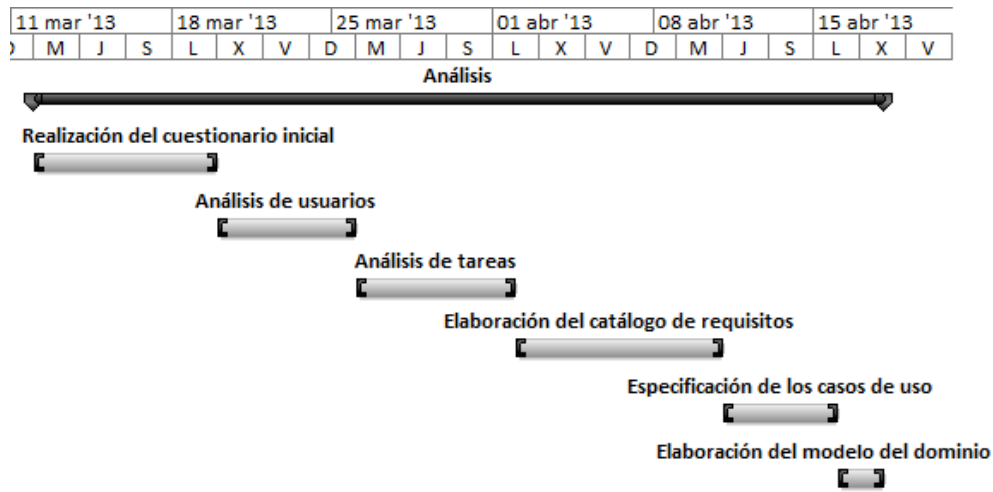 11 mar '13 18 mar '13 25 mar '13 01 abr '13 08 abr '13 15 abr '13
M J S L X V D M J S L X V D M J S L X V
Análisis
Realización del cuestionario inicial
Análisis de usuarios
Análisis de tareas
Elaboración del catálogo de requisitos
Especificación de los casos de uso
Elaboración del modelo del dominio